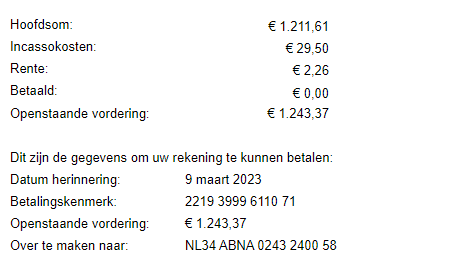 Hoofdsom: € 1.211,61
Incassokosten: € 29,50
Rente: € 2,26
Betaald: € 0,00
Openstaande vordering: € 1.243,37
Dit zijn de gegevens om uw rekening te kunnen betalen:
Datum herinnering: 9 maart 2023
Betalingskenmerk: 2219 3999 6110 71
Openstaande vordering: € 1.243,37
Over te maken naar: NL34 ABNA 0243 2400 58